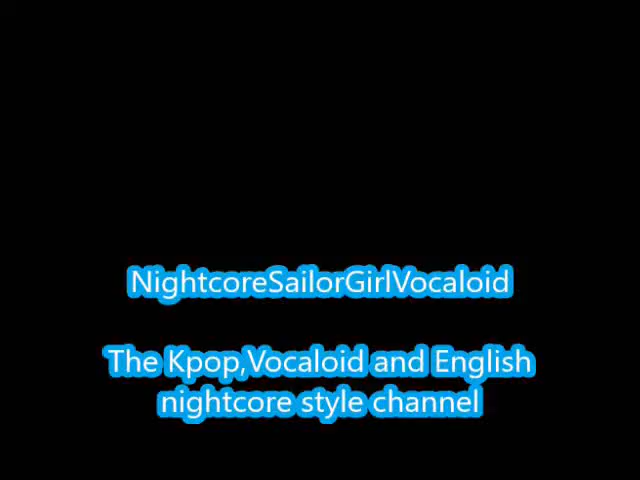 NightcoreSailorGirlVocaloid
The Kpop,Vocaloid and English
nightcore style channel